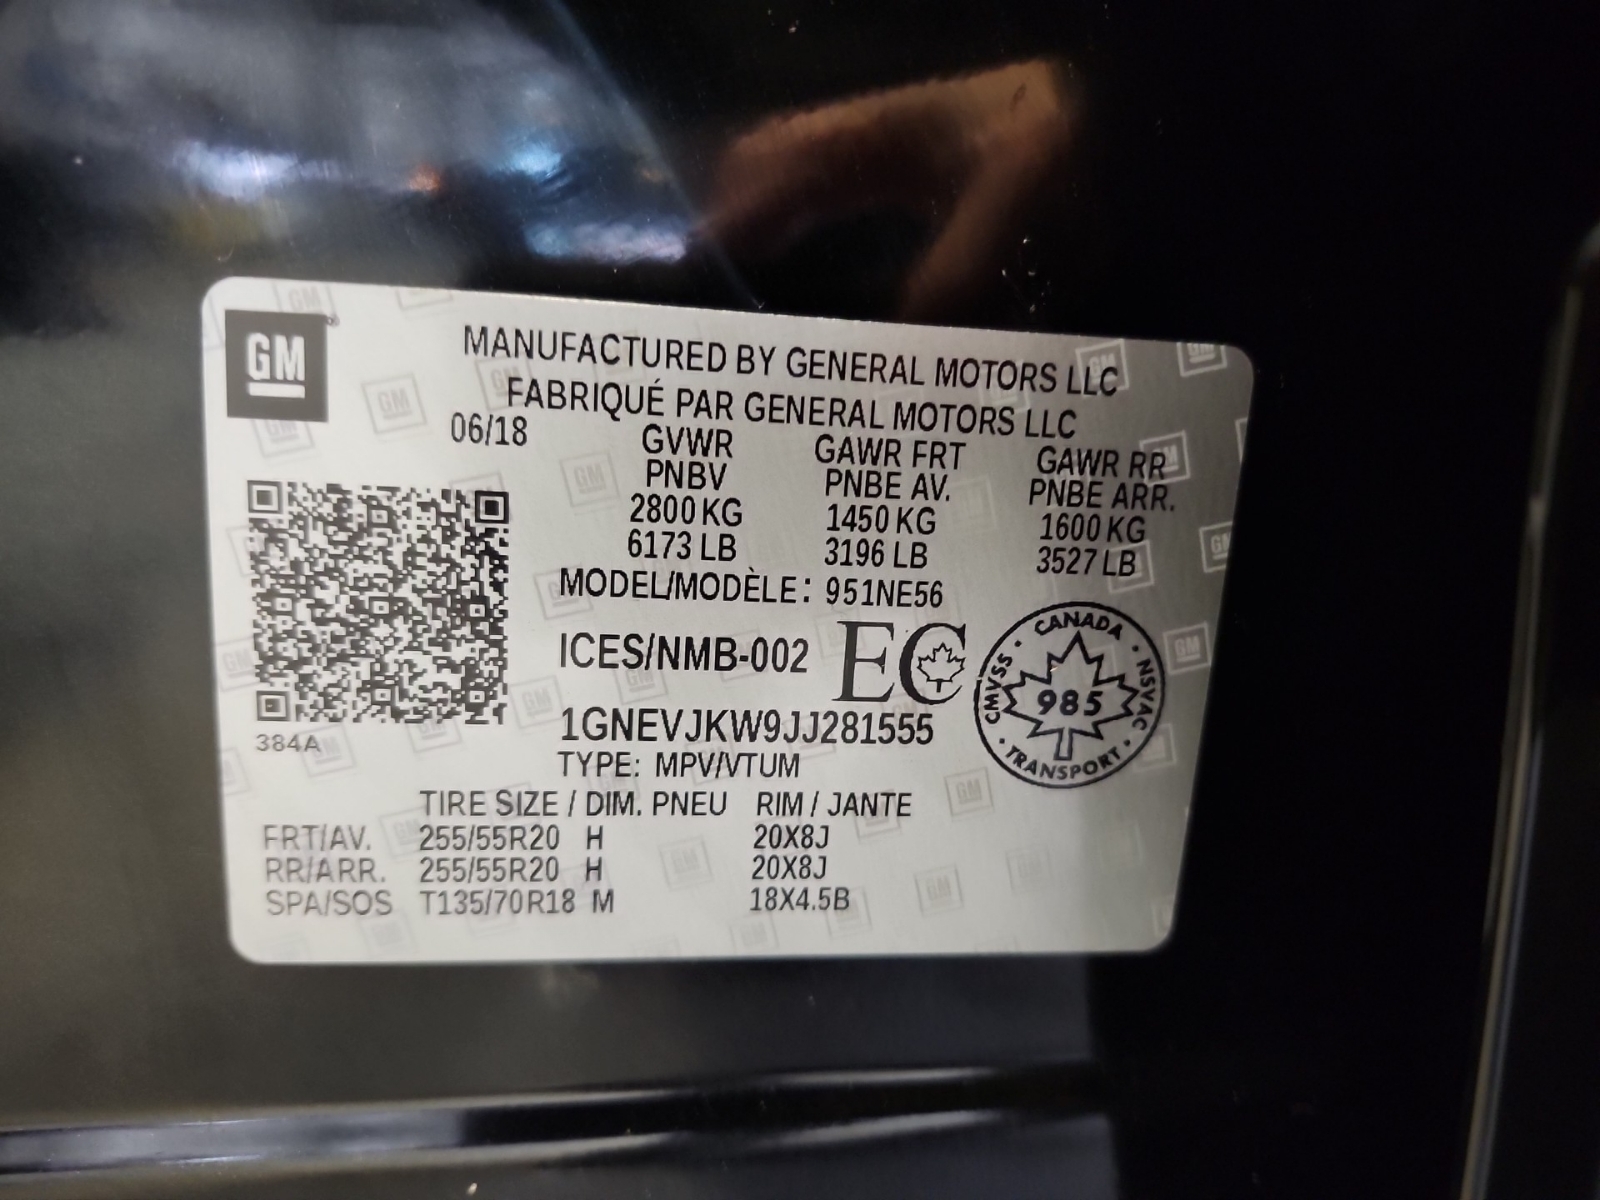 GM
MANUFACTURED BY GENERAL MOTORS LLC
FABRIQUÉ PAR GENERAL MOTORS LLC
06/18
GVWR GAWR FRT GAWR RR
PNBV PNBE AV. PNBE ARR.
2800 KG 1450 KG 1600 KG
6173 LB 3196 LB 3527 LB
MODEL/MODÈLE: 951NE56
ICES/NMB-002 EC
CANADA
CMVSS 985 NSVAC
TRANSPORT
384A
1GNEVJKW9JJ281555
TYPE: MPV/VTUM
TIRE SIZE / DIM. PNEU RIM / JANTE
FRT/AV. 255/55R20 H 20X8J
RR/ARR. 255/55R20 H 20X8J
SPA/SOS T135/70R18 M 18X4.5B